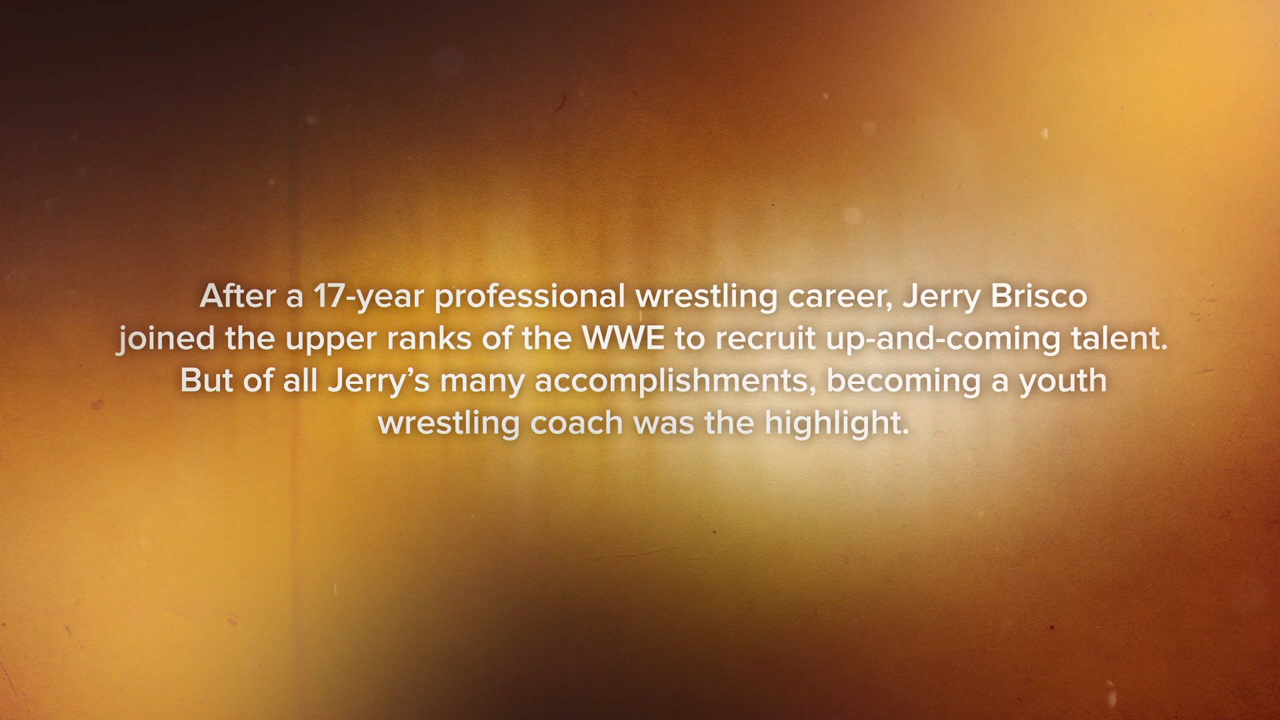 After a 17-year professional wrestling career, Jerry Brisco
joined the upper ranks of the WWE to recruit up-and-coming talent.
But of all Jerry’s many accomplishments, becoming a youth
wrestling coach was the highlight.